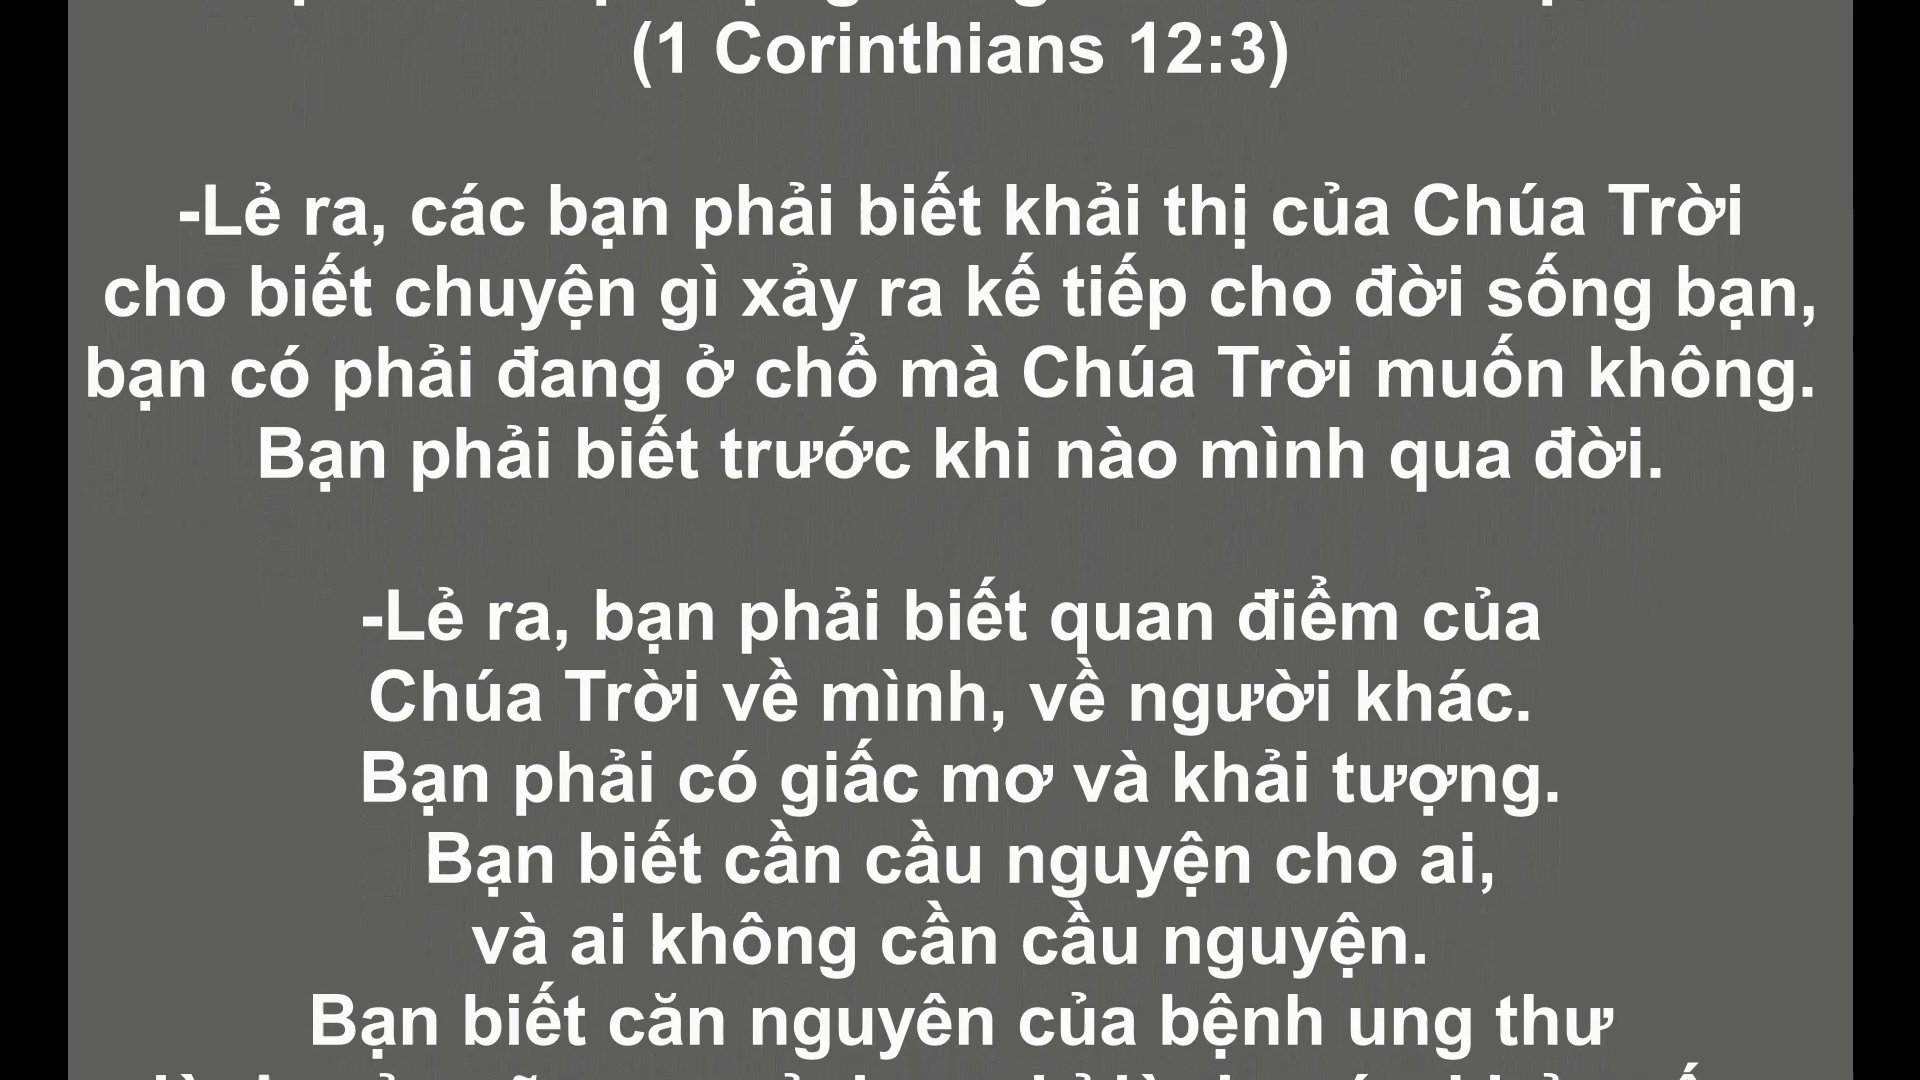 (1 Corinthians 12:3)
-Lẻ ra, các bạn phải biết khải thị của Chúa Trời
cho biết chuyện gì xảy ra kế tiếp cho đời sống bạn,
bạn có phải đang ở chổ mà Chúa Trời muốn không.
Bạn phải biết trước khi nào mình qua đời.
-Lẻ ra, bạn phải biết quan điểm của
Chúa Trời về mình, về người khác.
Bạn phải có giấc mơ và khải tượng.
Bạn biết cần cầu nguyện cho ai,
và ai không cần cầu nguyện.
Bạn biết căn nguyên của bệnh ung thư